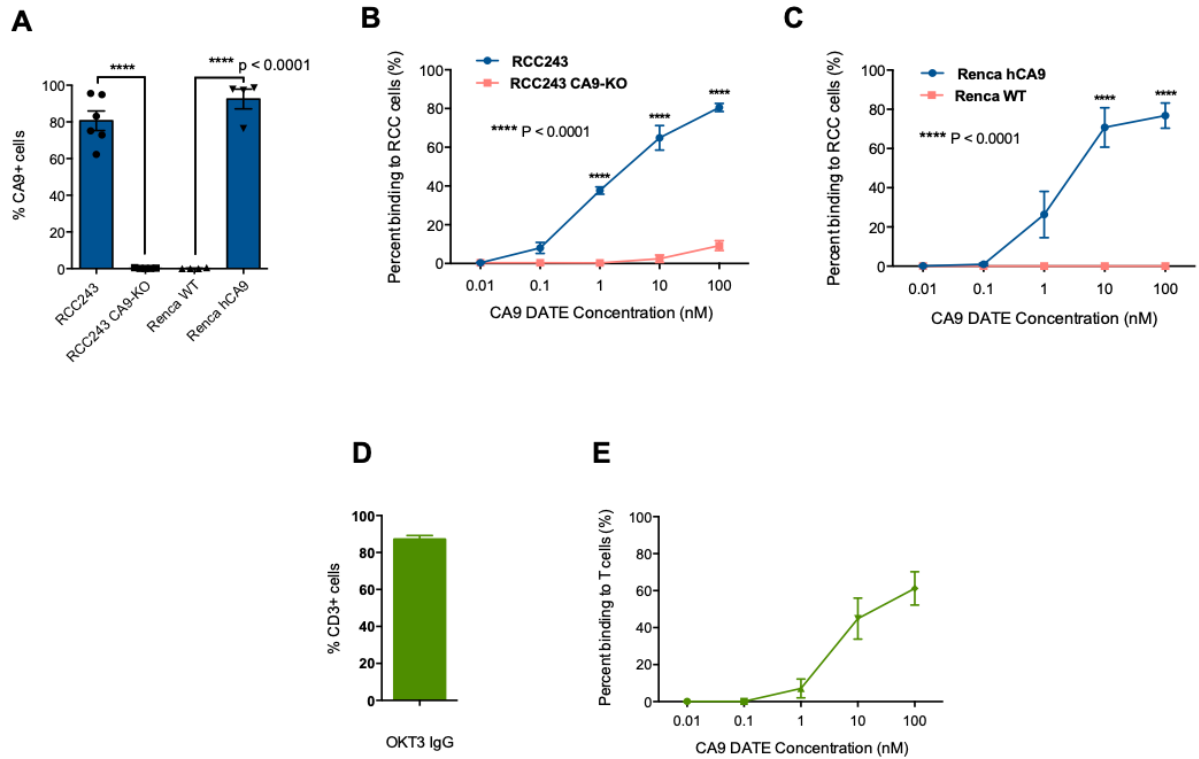 A
% CA9+ cells
100
80
60
40
20
0
****
**** p < 0.0001
RCC243
RCC243 CA9-KO
Renca WT
Renca hCA9
B
Percent binding to RCC cells (%)
100
80
60
40
20
0
RCC243
RCC243 CA9-KO
**** P < 0.0001
****
****
****
0.01 0.1 1 10 100
CA9 DATE Concentration (nM)
C
Percent binding to RCC cells (%)
100
80
60
40
20
0
Renca hCA9
Renca WT
**** P < 0.0001
****
****
0.01 0.1 1 10 100
CA9 DATE Concentration (nM)
D
% CD3+ cells
100
80
60
40
20
0
OKT3 IgG
E
Percent binding to T cells (%)
100
80
60
40
20
0
0.01 0.1 1 10 100
CA9 DATE Concentration (nM)